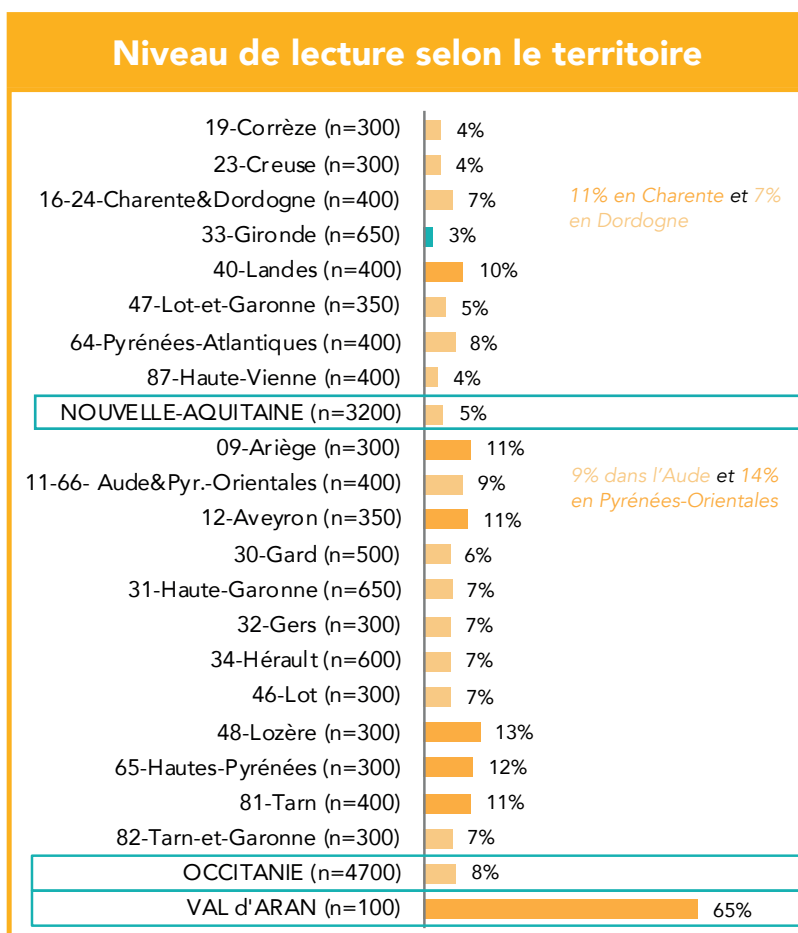 Niveau de lecture selon le territoire
19-Corrèze (n=300) 4%
23-Creuse (n=300) 4%
16-24-Charente&Dordogne (n=400) 7%
11% en Charente et 7%
en Dordogne
33-Gironde (n=650) 3%
40-Landes (n=400) 10%
47-Lot-et-Garonne (n=350) 5%
64-Pyrénées-Atlantiques (n=400) 8%
87-Haute-Vienne (n=400) 4%
NOUVELLE-AQUITAINE (n=3200) 5%
09-Ariège (n=300) 11%
11-66- Aude&Pyr.-Orientales (n=400) 9%
9% dans l'Aude et 14%
en Pyrénées-Orientales
12-Aveyron (n=350) 11%
30-Gard (n=500) 6%
31-Haute-Garonne (n=650) 7%
32-Gers (n=300) 7%
34-Hérault (n=600) 7%
46-Lot (n=300) 7%
48-Lozère (n=300) 13%
65-Hautes-Pyrénées (n=300) 12%
81-Tarn (n=400) 11%
82-Tarn-et-Garonne (n=300) 7%
OCCITANIE (n=4700) 8%
VAL d'ARAN (n=100) 65%